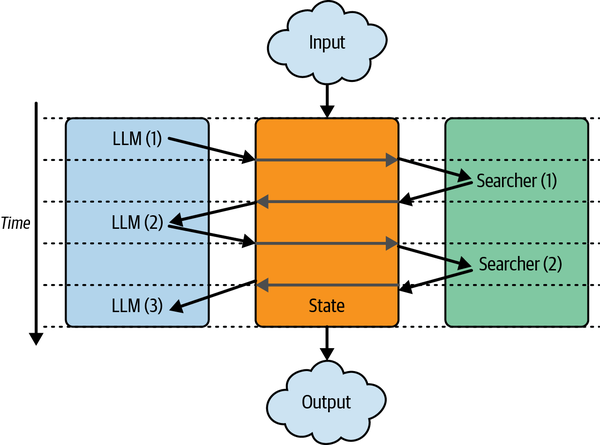 Input
LLM (1)
Searcher (1)
Time
LLM (2)
Searcher (2)
LLM (3)
State
Output